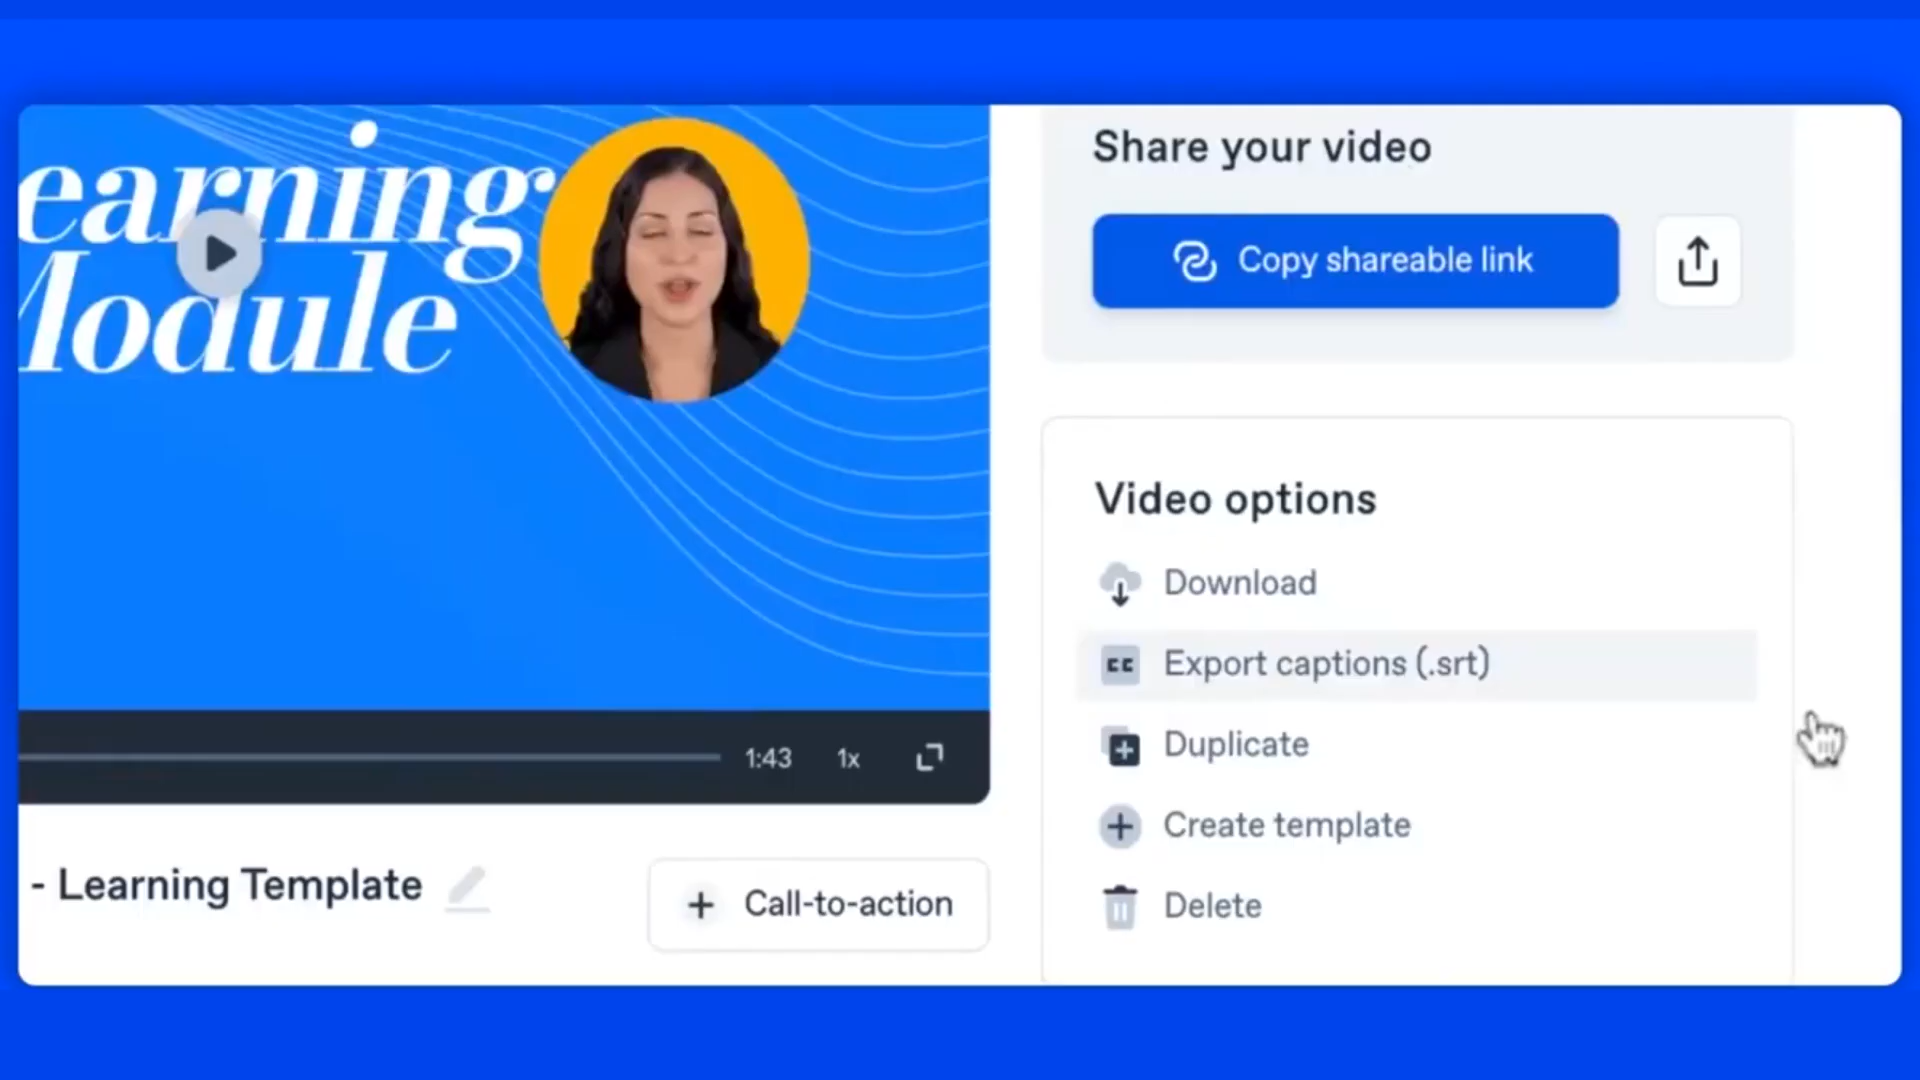 earning
Module
1:43
1x
- Learning Template
Call-to-action
Share your video
Copy shareable link
Video options
Download
CC Export captions (.srt)
Duplicate
Create template
Delete